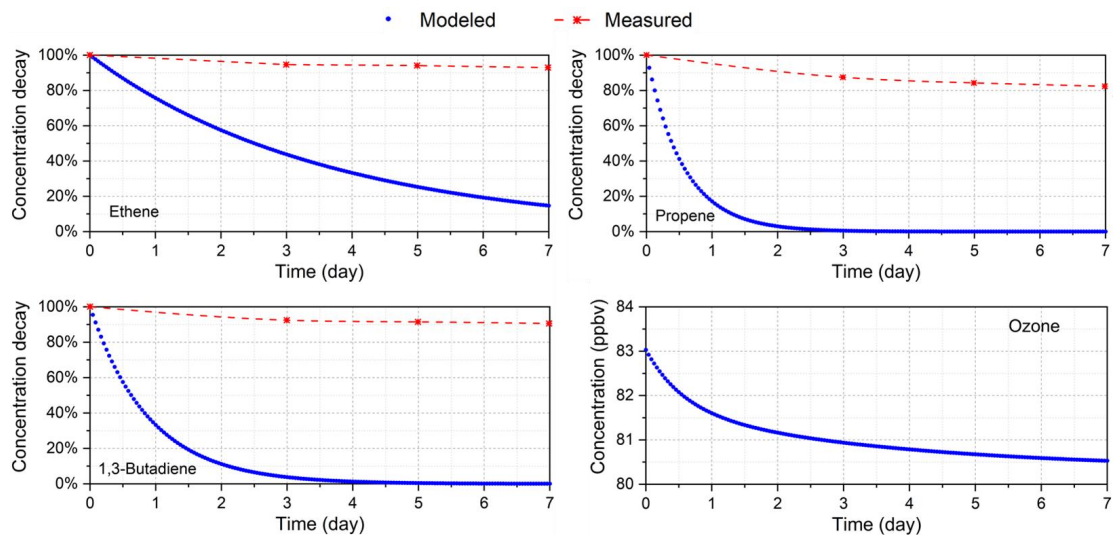 Modeled
Measured
Concentration decay
100%
80%
60%
40%
20%
0%
Ethene
0 1 2 3 4 5 6 7
Time (day)
Concentration decay
100%
80%
60%
40%
20%
0%
Propene
0 1 2 3 4 5 6 7
Time (day)
Concentration decay
100%
80%
60%
40%
20%
0%
1,3-Butadiene
0 1 2 3 4 5 6 7
Time (day)
Concentration (ppbv)
84
83
82
81
80
Ozone
0 1 2 3 4 5 6 7
Time (day)